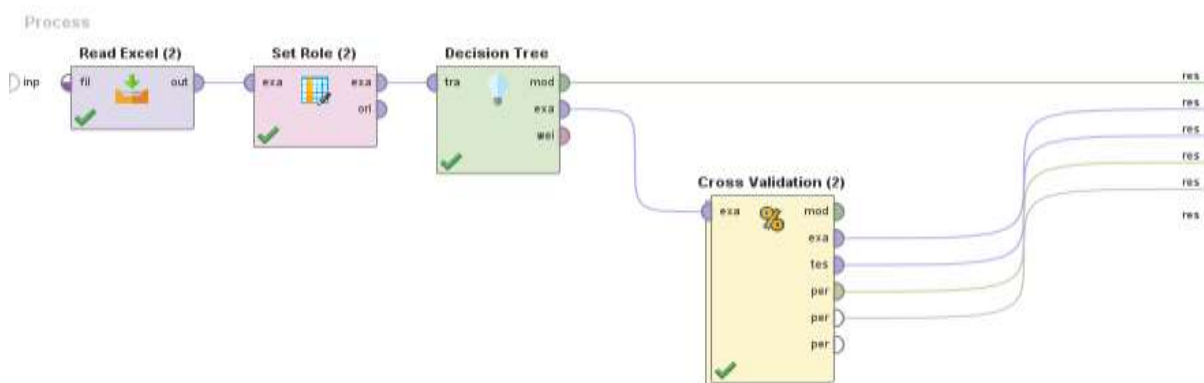 Process
Read Excel (2)
inp
fil
out
Set Role (2)
exa
exa
ori
Decision Tree
tra
mod
exa
wei
Cross Validation (2)
exa
%
mod
exa
tes
per
per
per
res
res
res
res
res
res